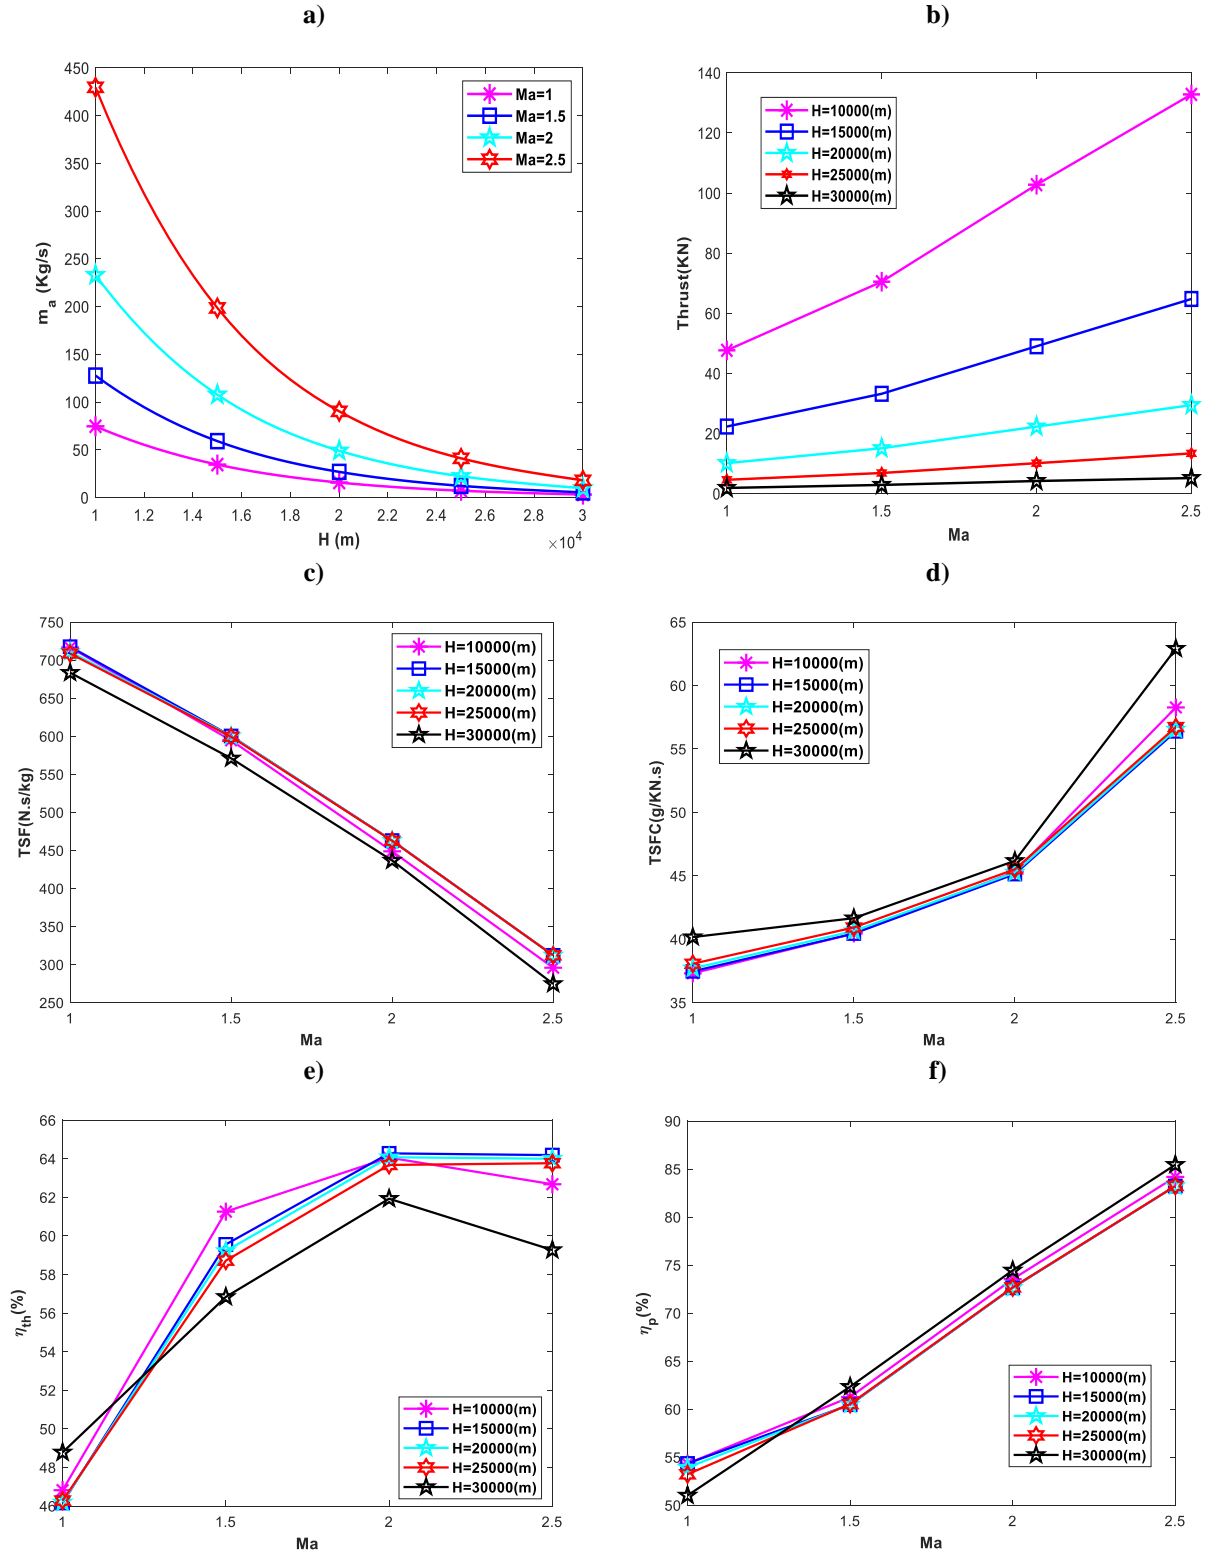 a)
b)
450
400
350
300
250
200
150
100
50
0
1
1.2
1.4
1.6
1.8
2
2.2
2.4
2.6
2.8
3
×10⁴
H (m)
mₐ (Kg/s)
Ma=1
Ma=1.5
Ma=2
Ma=2.5
140
120
100
80
60
40
20
0
1
1.5
2
2.5
Ma
Thrust(KN)
H=10000(m)
H=15000(m)
H=20000(m)
H=25000(m)
H=30000(m)
c)
d)
750
700
650
600
550
500
450
400
350
300
250
1
1.5
2
2.5
Ma
TSF(N.s/kg)
H=10000(m)
H=15000(m)
H=20000(m)
H=25000(m)
H=30000(m)
65
60
55
50
45
40
35
1
1.5
2
2.5
Ma
TSFC(g/KN.s)
H=10000(m)
H=15000(m)
H=20000(m)
H=25000(m)
H=30000(m)
e)
f)
66
64
62
60
58
56
54
52
50
48
46
1
1.5
2
2.5
Ma
η_th(%)
H=10000(m)
H=15000(m)
H=20000(m)
H=25000(m)
H=30000(m)
90
85
80
75
70
65
60
55
50
1
1.5
2
2.5
Ma
η_p(%)
H=10000(m)
H=15000(m)
H=20000(m)
H=25000(m)
H=30000(m)